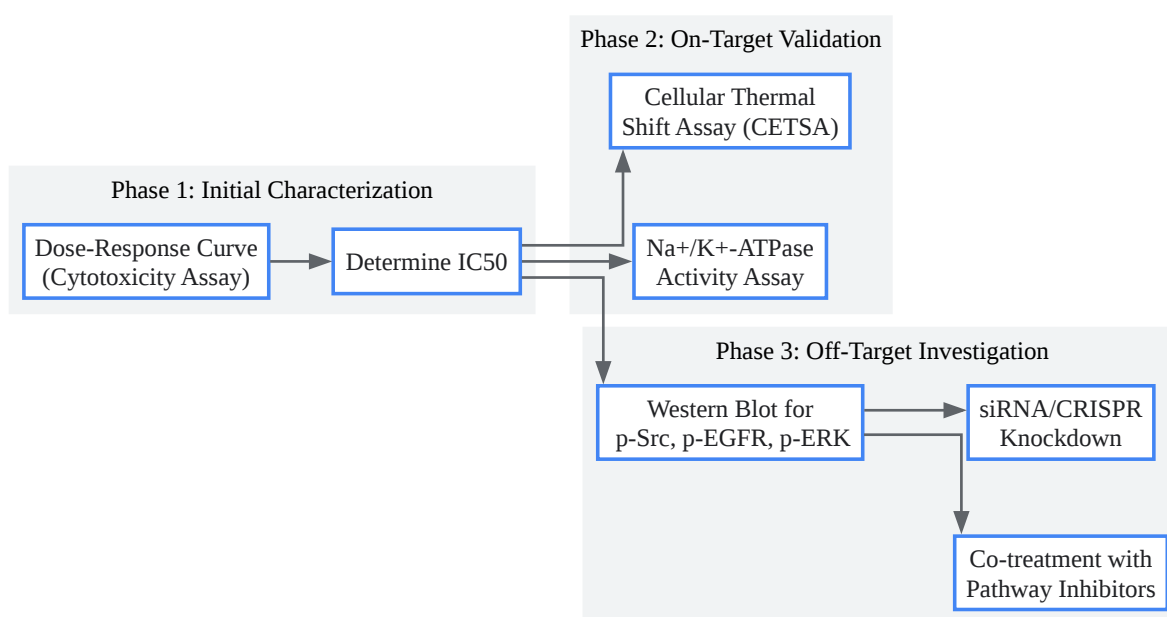 Phase 1: Initial Characterization
Dose-Response Curve
(Cytotoxicity Assay)
Determine IC50
Phase 2: On-Target Validation
Cellular Thermal
Shift Assay (CETSA)
Na+/K+-ATPase
Activity Assay
Phase 3: Off-Target Investigation
Western Blot for
p-Src, p-EGFR, p-ERK
siRNA/CRISPR
Knockdown
Co-treatment with
Pathway Inhibitors